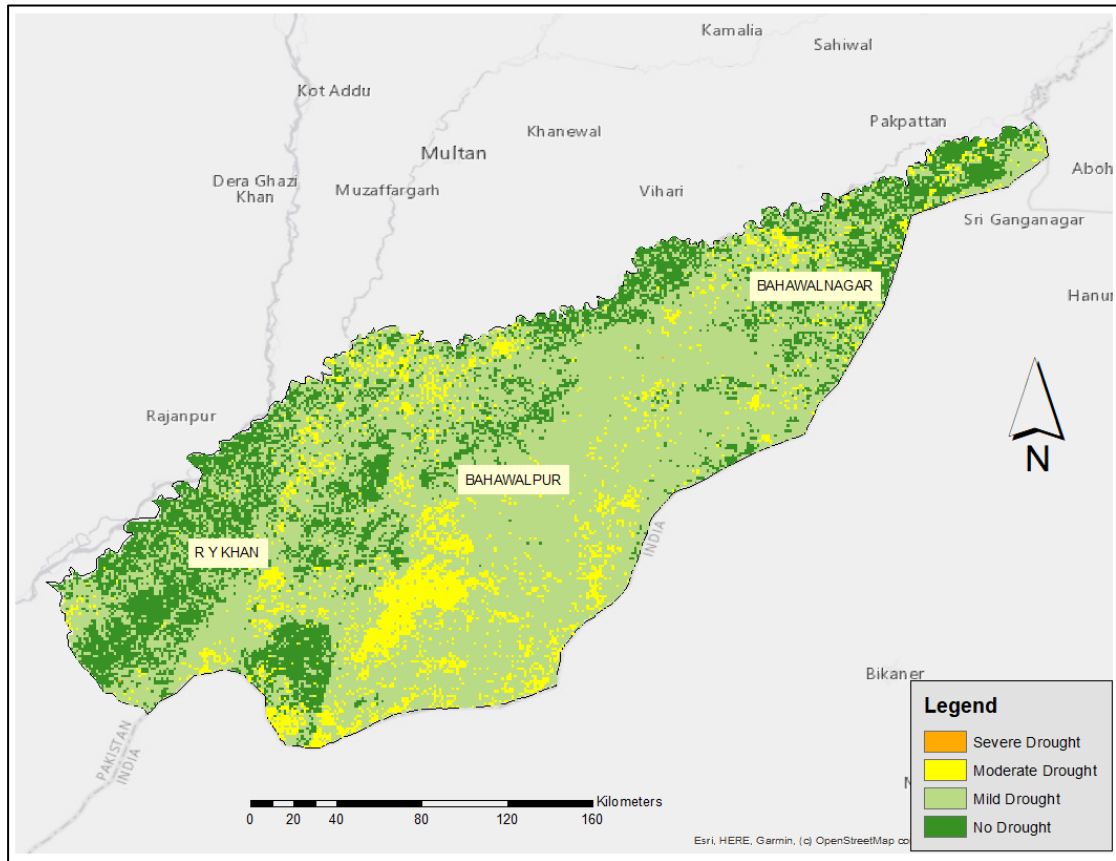 Kamalia
Sahiwal
Kot Addu
Khanewal
Pakpattan
Multan
Dera Ghazi
Khan
Muzaffargarh
Vihari
Aboh
Sri Ganganagar
BAHAWALNAGAR
Hanur
Rajanpur
N
BAHAWALPUR
INDIA
R Y KHAN
Bikaner
PAKISTAN
INDIA
Legend
Severe Drought
Moderate Drought
Mild Drought
No Drought
Kilometers
0 20 40 80 120 160
Esri, HERE, Garmin, (c) OpenStreetMap